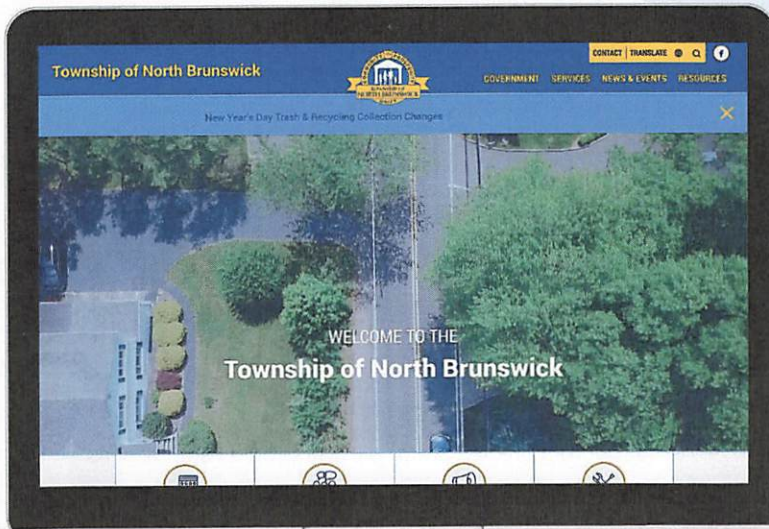 CONTACT TRANSLATE
Township of North Brunswick
GOVERNMENT SERVICES NEWS & EVENTS RESOURCES
New Year's Day Trash & Recycling Collection Changes
WELCOME TO THE
Township of North Brunswick